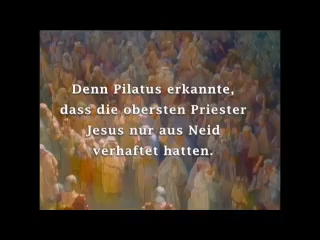 Denn Pilatus erkannte,
dass die obersten Priester
Jesus nur aus Neid
verhaftet hatten.